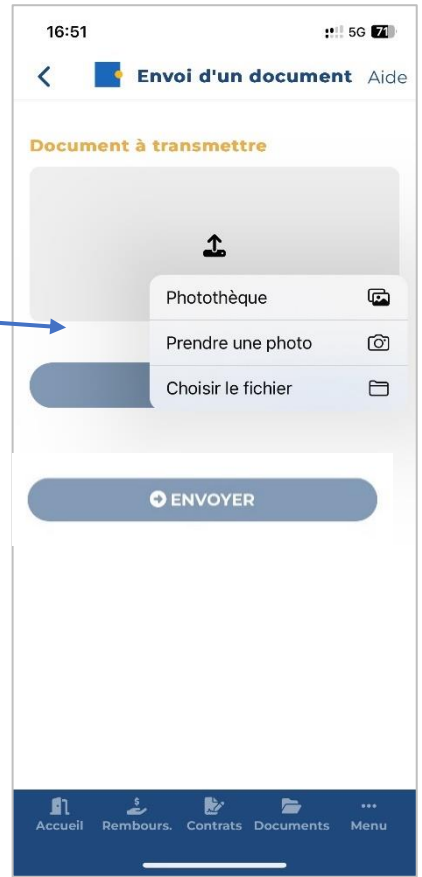 16:51 5G 71
Envoi d'un document Aide
Document à transmettre
Photothèque
Prendre une photo
Choisir le fichier
ENVOYER
Accueil Rembours. Contrats Documents Menu